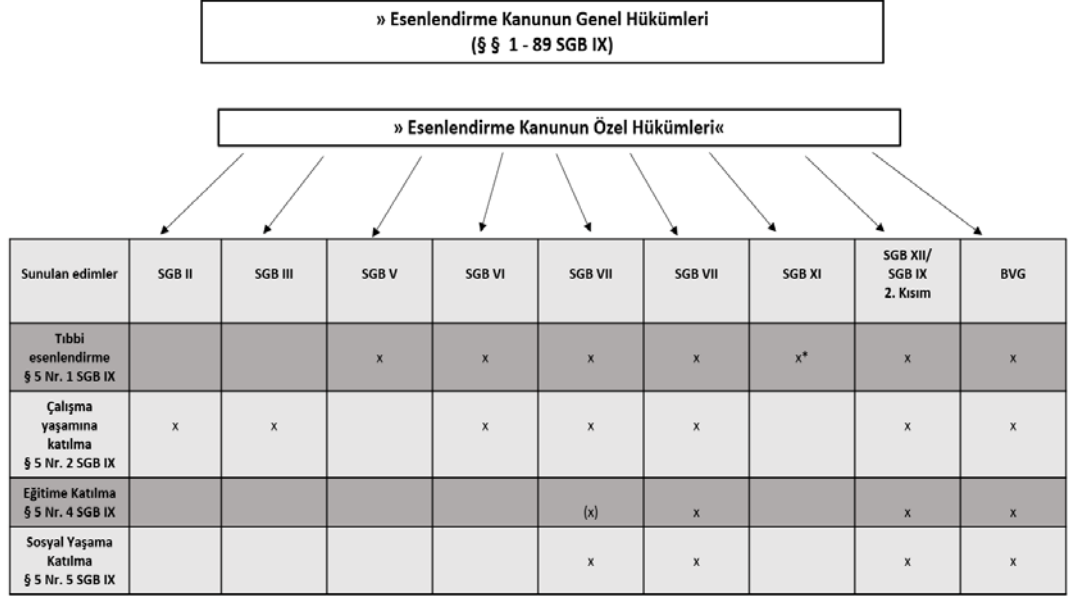 » Esenlendirme Kanunun Genel Hükümleri
(§ § 1 - 89 SGB IX)
» Esenlendirme Kanunun Özel Hükümleri«
Sunulan edimler SGB II SGB III SGB V SGB VI SGB VII SGB VII SGB XI SGB XII/ BVG
SGB IX
2. Kısım
Tıbbi
esenlendirme x x x x x* x x
§ 5 Nr. 1 SGB IX
Çalışma
yaşamına x x x x x x x
katılma
§ 5 Nr. 2 SGB IX
Eğitime Katılma
§ 5 Nr. 4 SGB IX (x) x x x
Sosyal Yaşama
Katılma x x x x
§ 5 Nr. 5 SGB IX